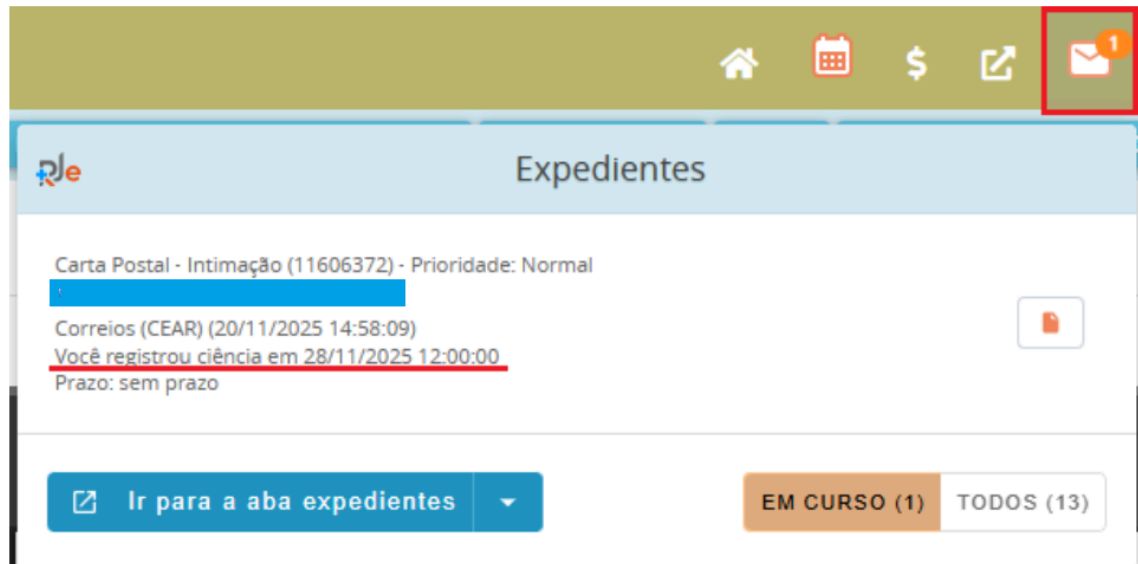 $
1
PJe
Expedientes
Carta Postal - Intimação (11606372) - Prioridade: Normal
Correios (CEAR) (20/11/2025 14:58:09)
Você registrou ciência em 28/11/2025 12:00:00
Prazo: sem prazo
Ir para a aba expedientes
EM CURSO (1) TODOS (13)